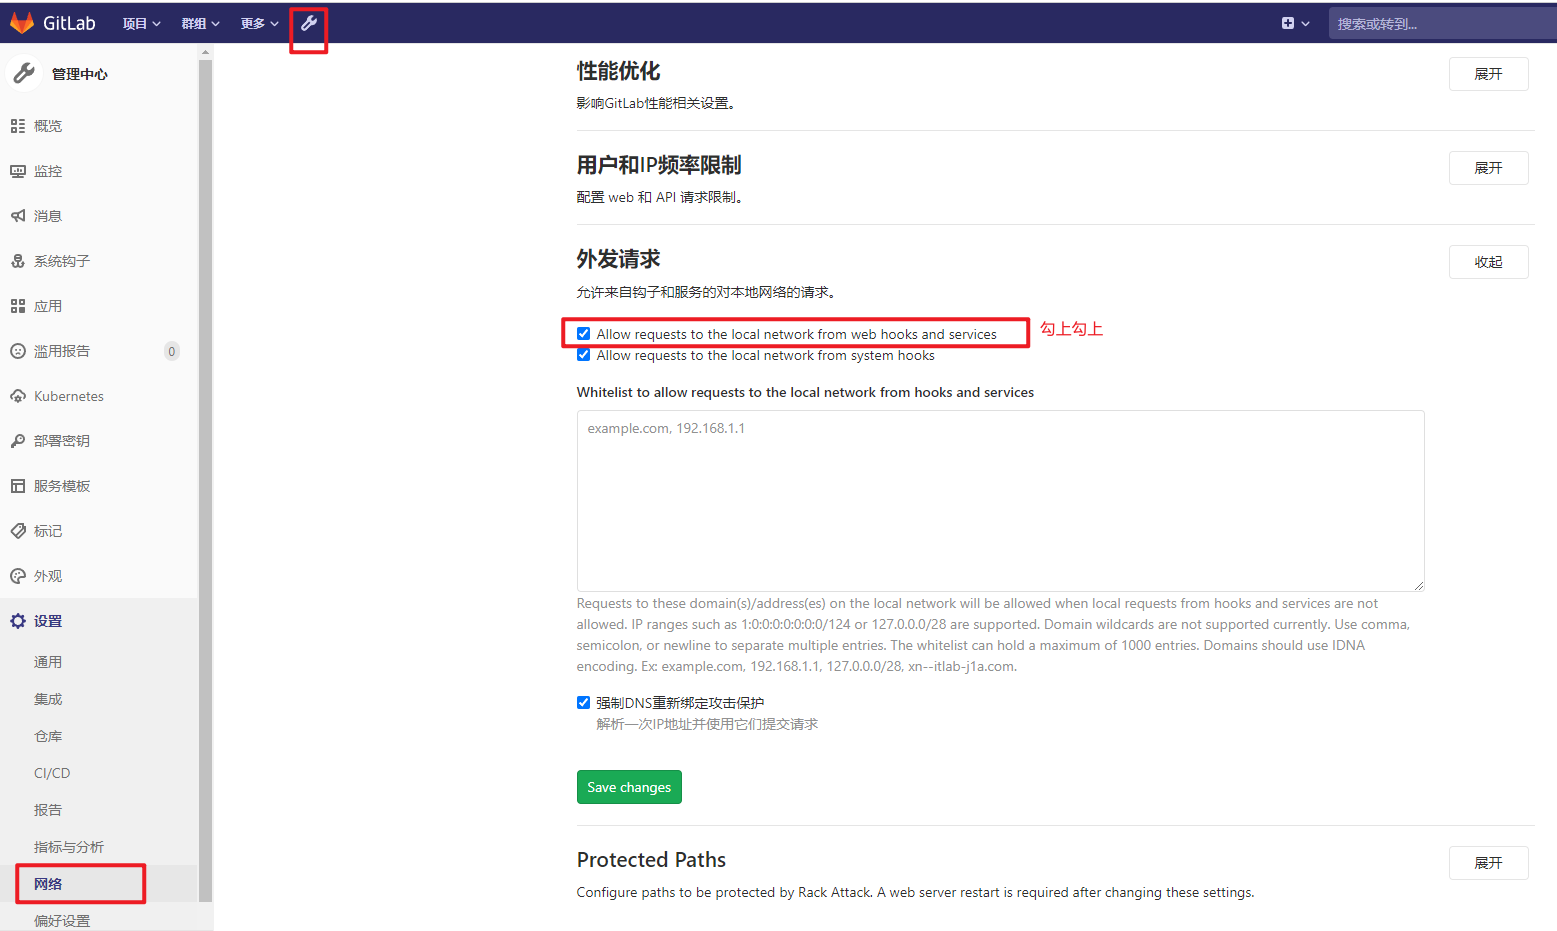 GitLab 项目 群组 更多 搜索或转到...
管理中心
概览
监控
消息
系统钩子
应用
滥用报告 0
Kubernetes
部署密钥
服务模板
标记
外观
设置
通用
集成
仓库
CI/CD
报告
指标与分析
网络
偏好设置
性能优化
展开
影响GitLab性能相关设置。
用户和IP频率限制
展开
配置 web 和 API 请求限制。
外发请求
收起
允许来自钩子和服务的对本地网络的请求。
Allow requests to the local network from web hooks and services 勾上勾上
Allow requests to the local network from system hooks
Whitelist to allow requests to the local network from hooks and services
example.com, 192.168.1.1
Requests to these domain(s)/address(es) on the local network will be allowed when local requests from hooks and services are not
allowed. IP ranges such as 1:0:0:0:0:0:0:0/124 or 127.0.0.0/28 are supported. Domain wildcards are not supported currently. Use comma,
semicolon, or newline to separate multiple entries. The whitelist can hold a maximum of 1000 entries. Domains should use IDNA
encoding. Ex: example.com, 192.168.1.1, 127.0.0.0/28, xn--itlab-j1a.com.
强制DNS重新绑定攻击保护
解析一次IP地址并使用它们提交请求
Save changes
Protected Paths
展开
Configure paths to be protected by Rack Attack. A web server restart is required after changing these settings.